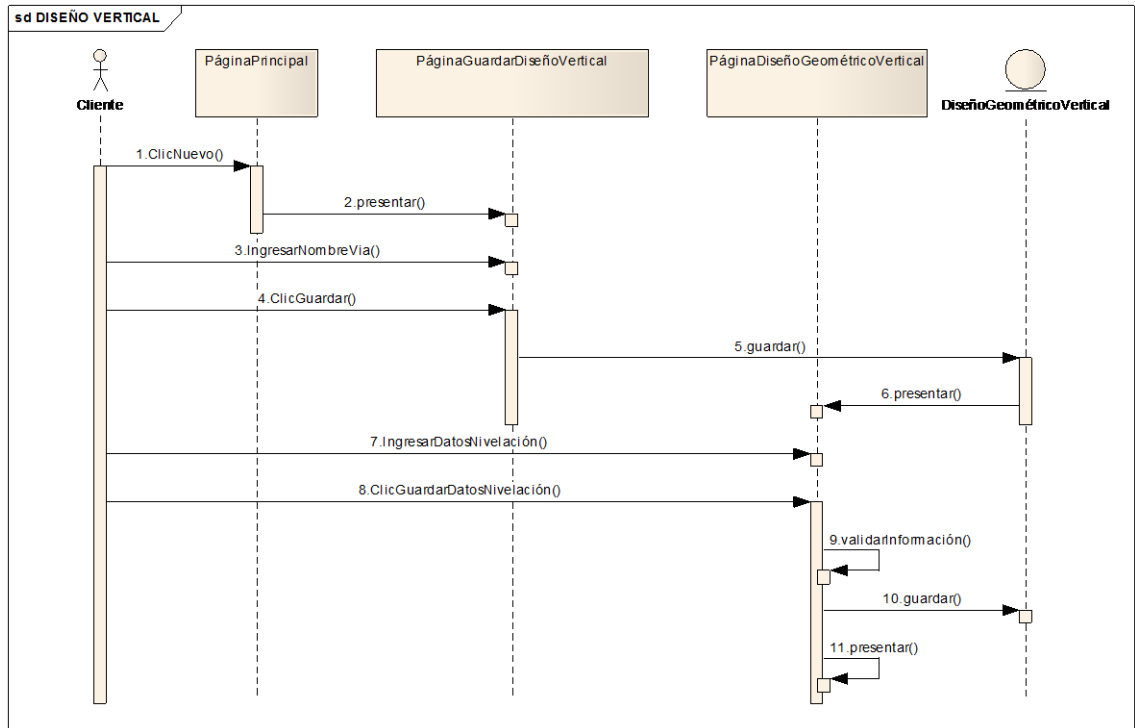 sd DISEÑO VERTICAL
Cliente
PáginaPrincipal
PáginaGuardarDiseñoVertical
PáginaDiseñoGeométricoVertical
DiseñoGeométricoVertical
1.ClicNuevo()
2.presentar()
3.IngresarNombreVia()
4.ClicGuardar()
5.guardar()
6.presentar()
7.IngresarDatosNivelación()
8.ClicGuardarDatosNivelación()
9.validarInformación()
10.guardar()
11.presentar()